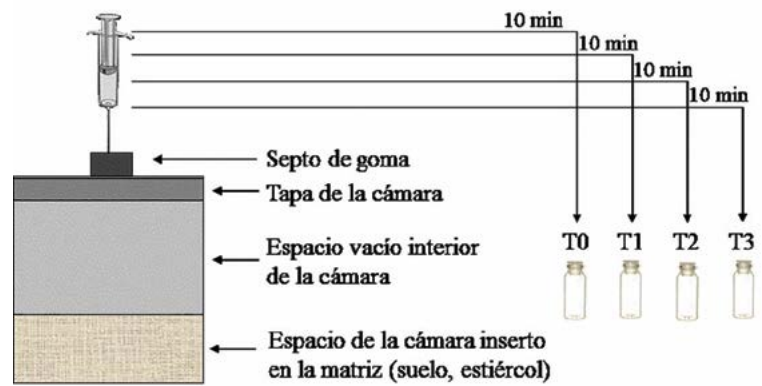 10 min
10 min
10 min
10 min
Septo de goma
Tapa de la cámara
Espacio vacío interior
de la cámara
T0 T1 T2 T3
Espacio de la cámara inserto
en la matriz (suelo, estiércol)